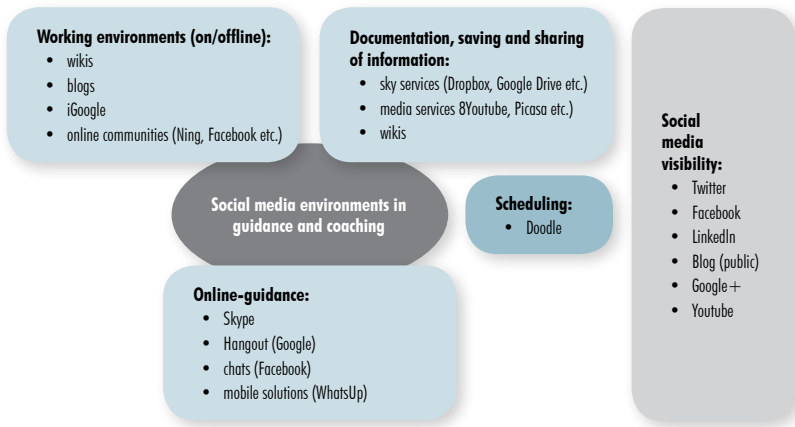 Working environments (on/offline):
• wikis
• blogs
• iGoogle
• online communities (Ning, Facebook etc.)
Documentation, saving and sharing
of information:
• sky services (Dropbox, Google Drive etc.)
• media services 8Youtube, Picasa etc.)
• wikis
Social media environments in
guidance and coaching
Scheduling:
• Doodle
Online-guidance:
• Skype
• Hangout (Google)
• chats (Facebook)
• mobile solutions (WhatsUp)
Social
media
visibility:
• Twitter
• Facebook
• LinkedIn
• Blog (public)
• Google+
• Youtube